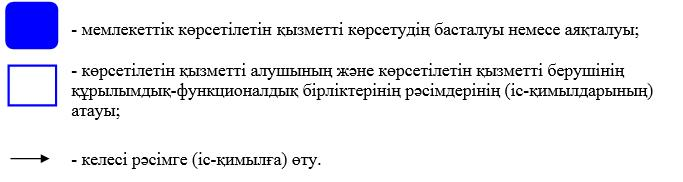 - мемлекеттік көрсетілетін қызметті көрсетудің басталуы немесе аяқталуы;
- көрсетілетін қызметті алушының және көрсетілетін қызметті берушінің
құрылымдық-функционалдық бірліктерінің рәсімдерінің (іс-қимылдарының)
атауы;
- келесі рәсімге (іс-қимылға) өту.